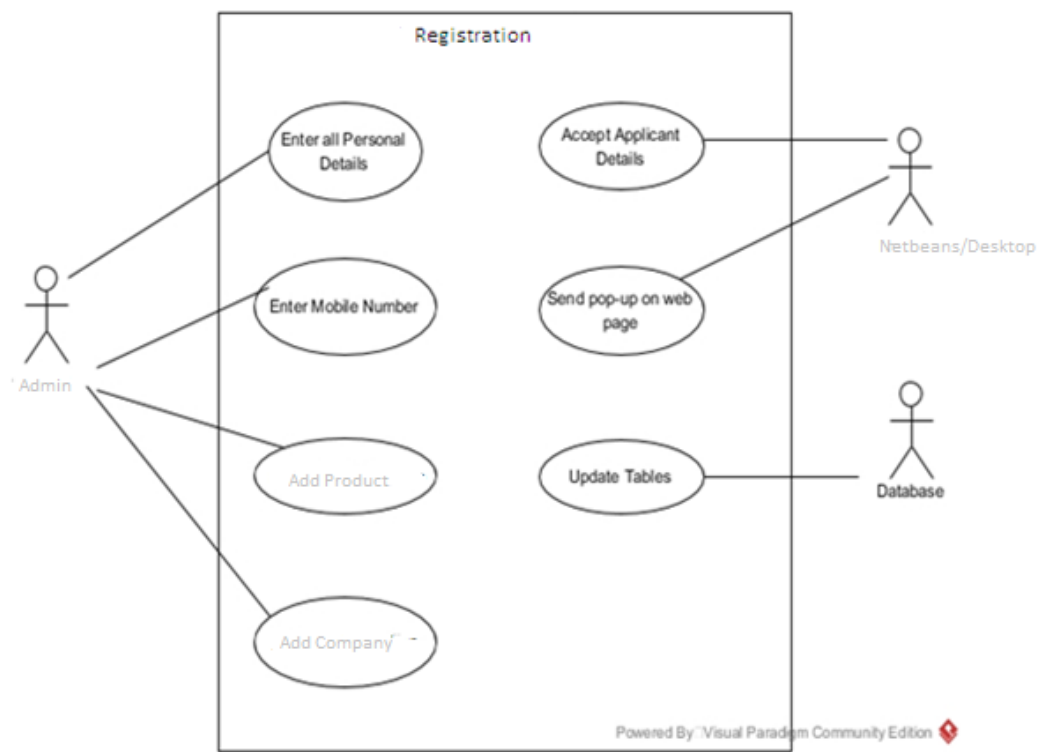 Registration
Enter all Personal
Details
Accept Applicant
Details
Netbeans/Desktop
Enter Mobile Number
Send pop-up on web
page
Admin
Add Product
Update Tables
Database
Add Company
Powered By Visual Paradigm Community Edition